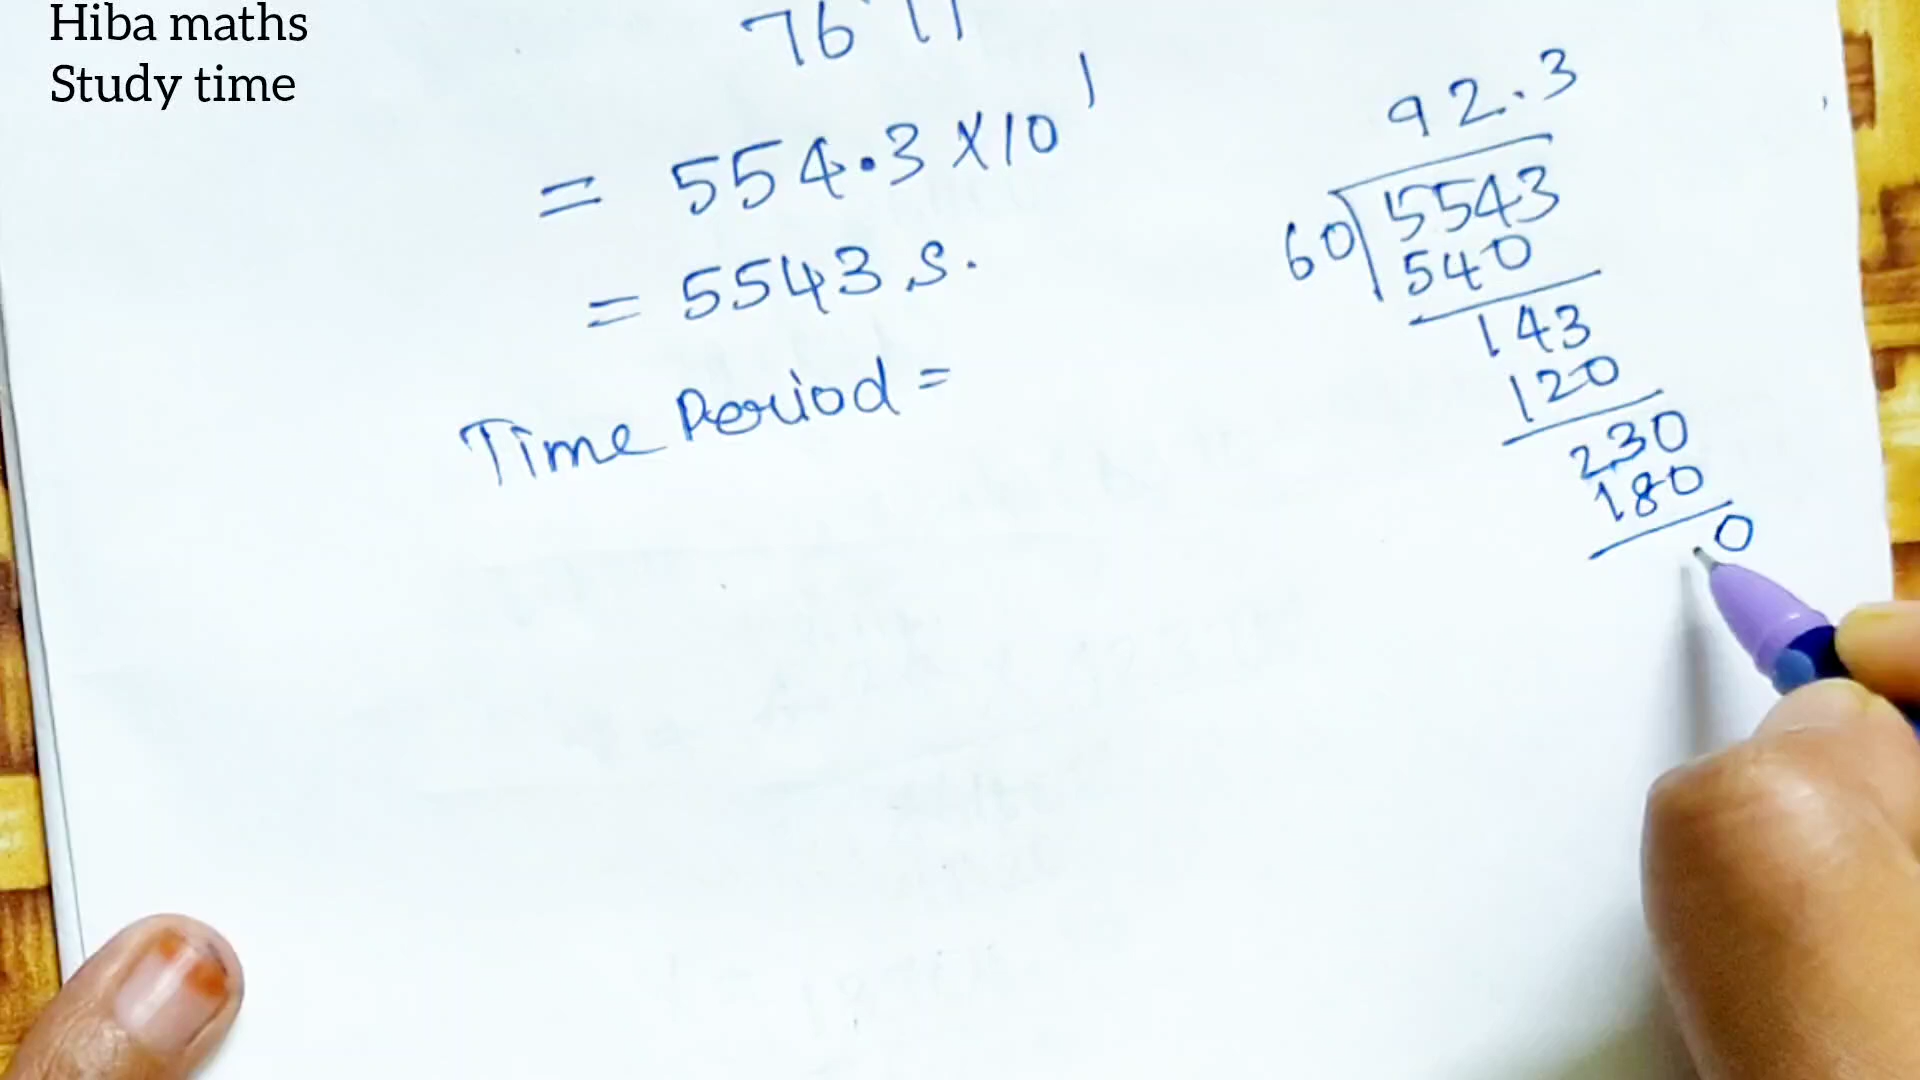 Hiba maths
Study time
= 554.3 X10¹
= 5543 s.
Time Period =
92.3
60 5543
540
143
120
230
180
0